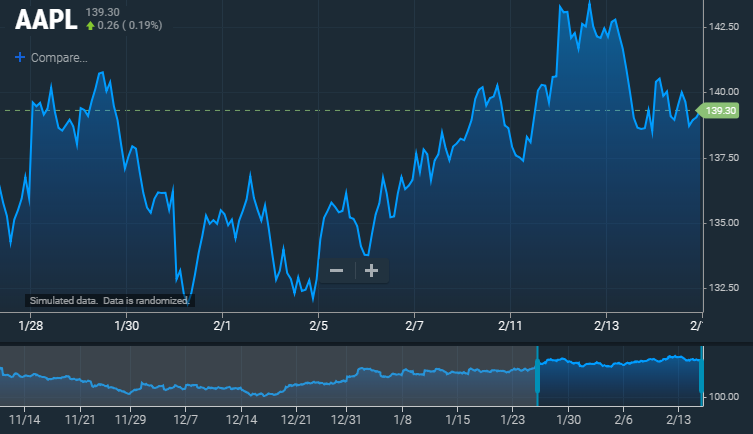 AAPL 139.30
0.26 ( 0.19%)
+ Compare...
142.50
140.00
139.30
137.50
135.00
132.50
Simulated data. Data is randomized.
1/28 1/30 2/1 2/5 2/7 2/11 2/13
100.00
11/14 11/21 11/29 12/7 12/14 12/21 12/31 1/8 1/15 1/23 1/30 2/6 2/13